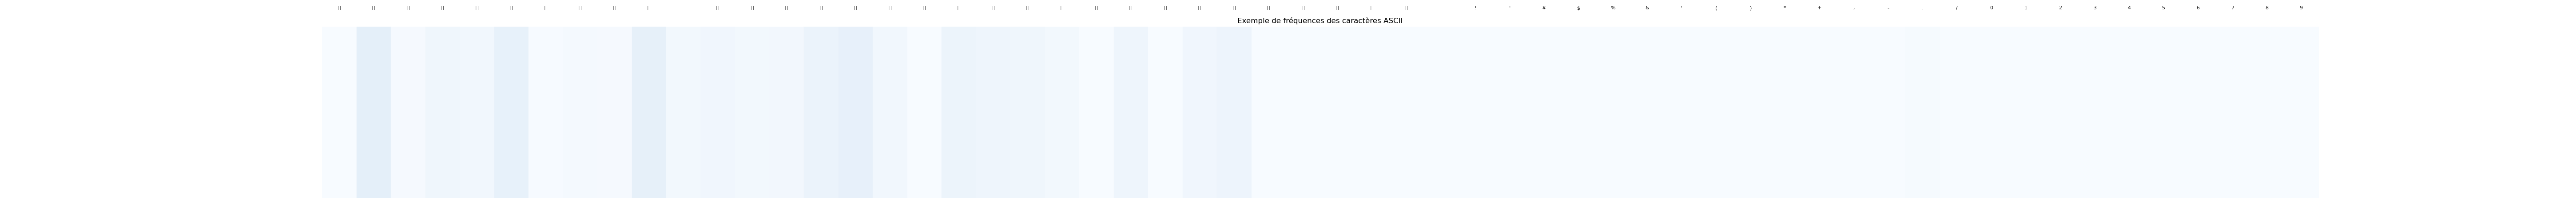 ! " # $ % & ' ( ) * + , - . / 0 1 2 3 4 5 6 7 8 9
Exemple de fréquences des caractères ASCII